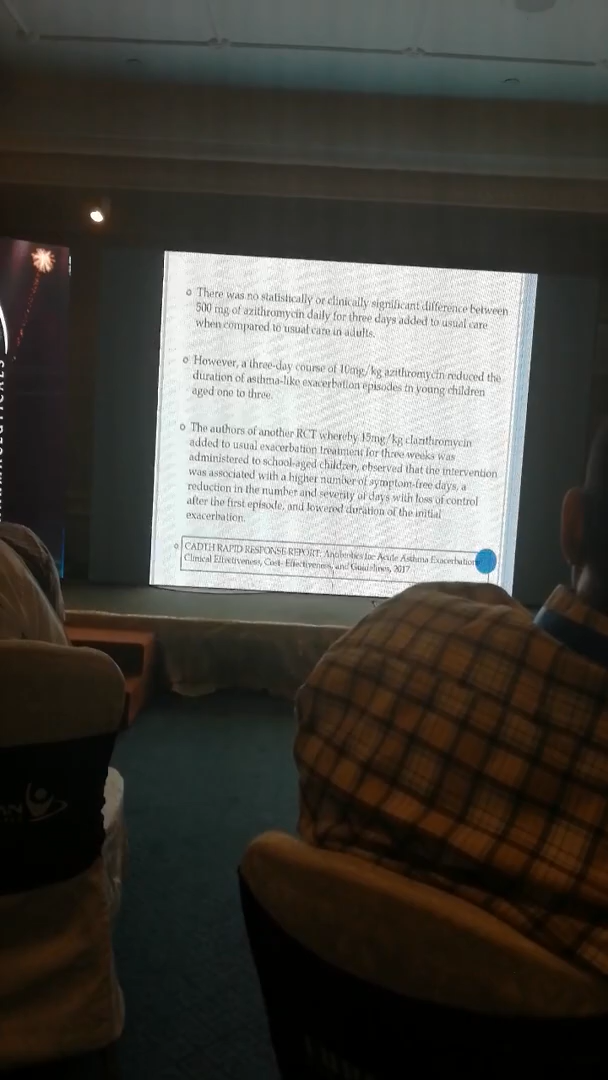 There was no statistically or clinically significant difference between
500 mg of azithromycin daily for three days added to usual care
when compared to usual care in adults.
However, a three-day course of 10mg/kg azithromycin reduced the
duration of asthma-like exacerbation episodes in young children
aged one to three.
The authors of another RCT whereby 15mg/kg clarithromycin
added to usual exacerbation treatment for three weeks was
administered to school-aged children, observed that the intervention
was associated with a higher number of symptom-free days, a
reduction in the number and severity of days with loss of control
after the first episode, and lowered duration of the initial
exacerbation.
CADTH RAPID RESPONSE REPORT: Antibiotics for Acute Asthma Exacerbation
Clinical Effectiveness, Cost- Effectiveness, and Guidelines, 2017